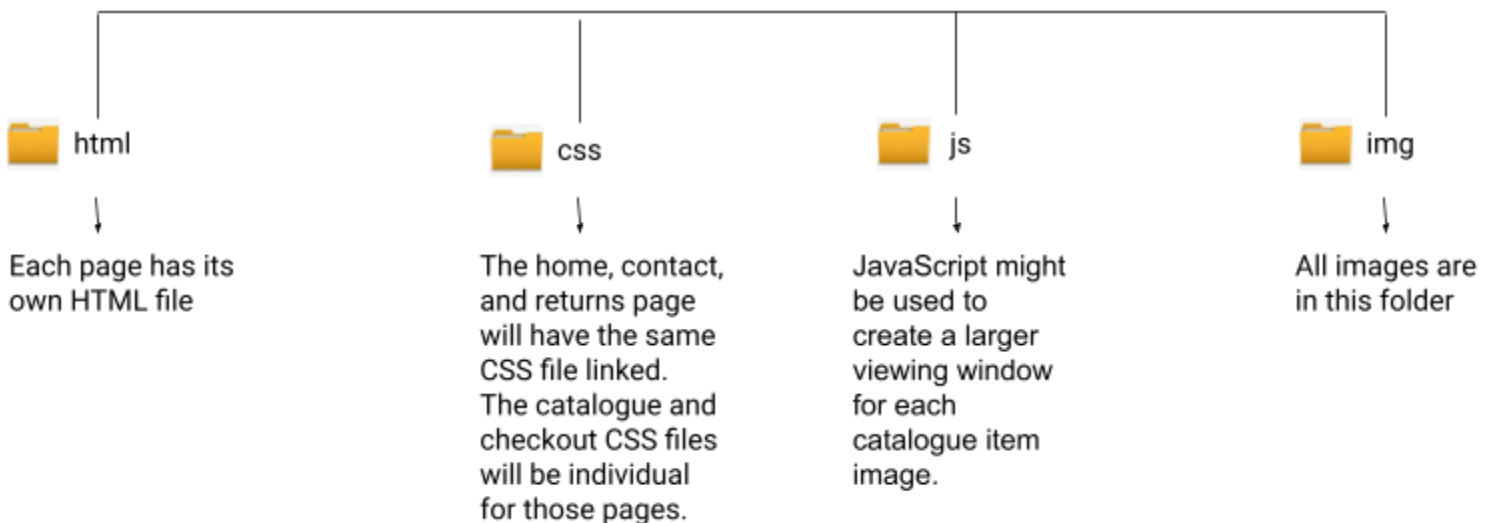 html
css
js
img
Each page has its
own HTML file
The home, contact,
and returns page
will have the same
CSS file linked.
The catalogue and
checkout CSS files
will be individual
for those pages.
JavaScript might
be used to
create a larger
viewing window
for each
catalogue item
image.
All images are
in this folder